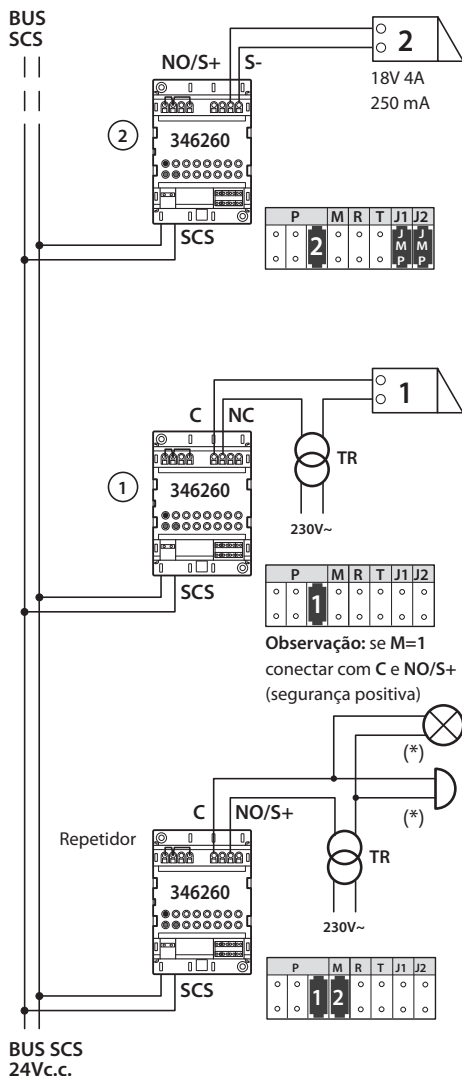 BUS
SCS
NO/S+ S-
2
18V 4A
250 mA
2
346260
P M R T J1 J2
2 JMP JMP
SCS
1
C NC
TR
1
346260
230V~
SCS
P M R T J1 J2
1
Observação: se M=1
conectar com C e NO/S+
(segurança positiva)
(*)
(*)
C NO/S+
Repetidor
TR
346260
230V~
SCS
P M R T J1 J2
1 2
BUS SCS
24Vc.c.